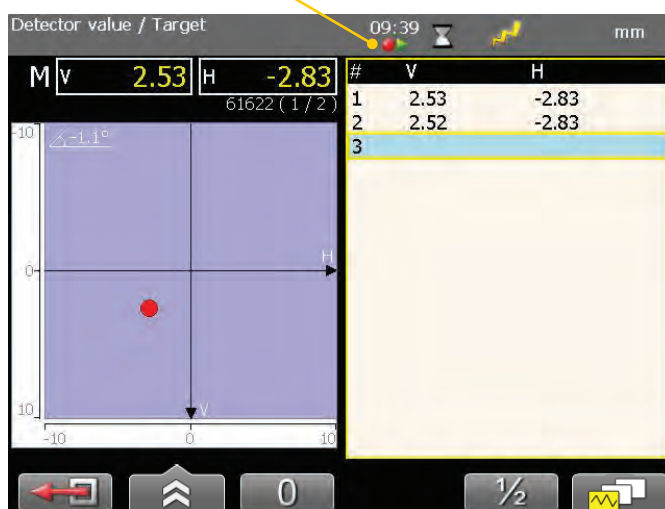 Detector value / Target 09:39 mm
M V 2.53 H -2.83
61622 ( 1 / 2 )
# V H
1 2.53 -2.83
2 2.52 -2.83
3
-10
-1.1°
H
0
10
V
-10 0 10
0
½